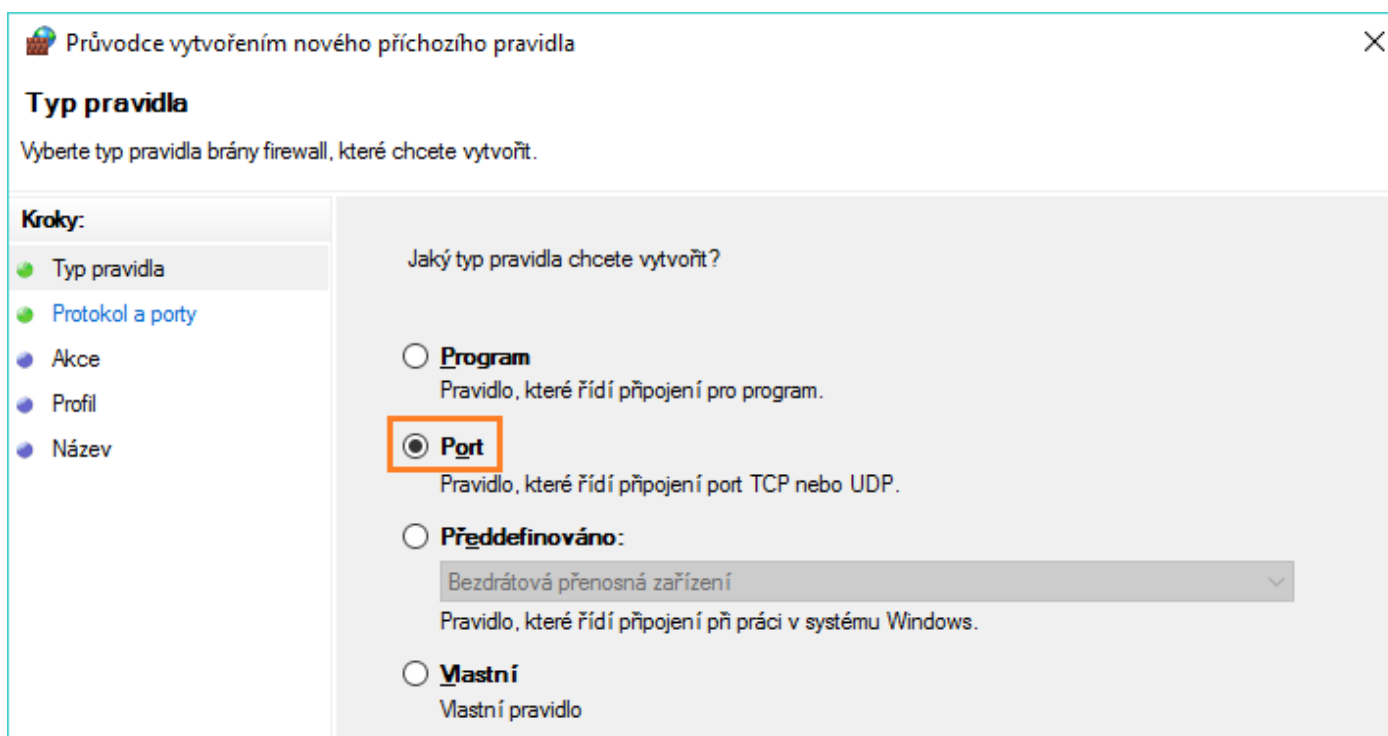 Průvodce vytvořením nového příchozího pravidla
Typ pravidla
Vyberte typ pravidla brány firewall, které chcete vytvořit.
Kroky:
Typ pravidla
Protokol a porty
Akce
Profil
Název
Jaký typ pravidla chcete vytvořit?
Program
Pravidlo, které řídí připojení pro program.
Port
Pravidlo, které řídí připojení port TCP nebo UDP.
Předdefinováno:
Bezdrátová přenosná zařízení
Pravidlo, které řídí připojení při práci v systému Windows.
Vlastní
Vlastní pravidlo